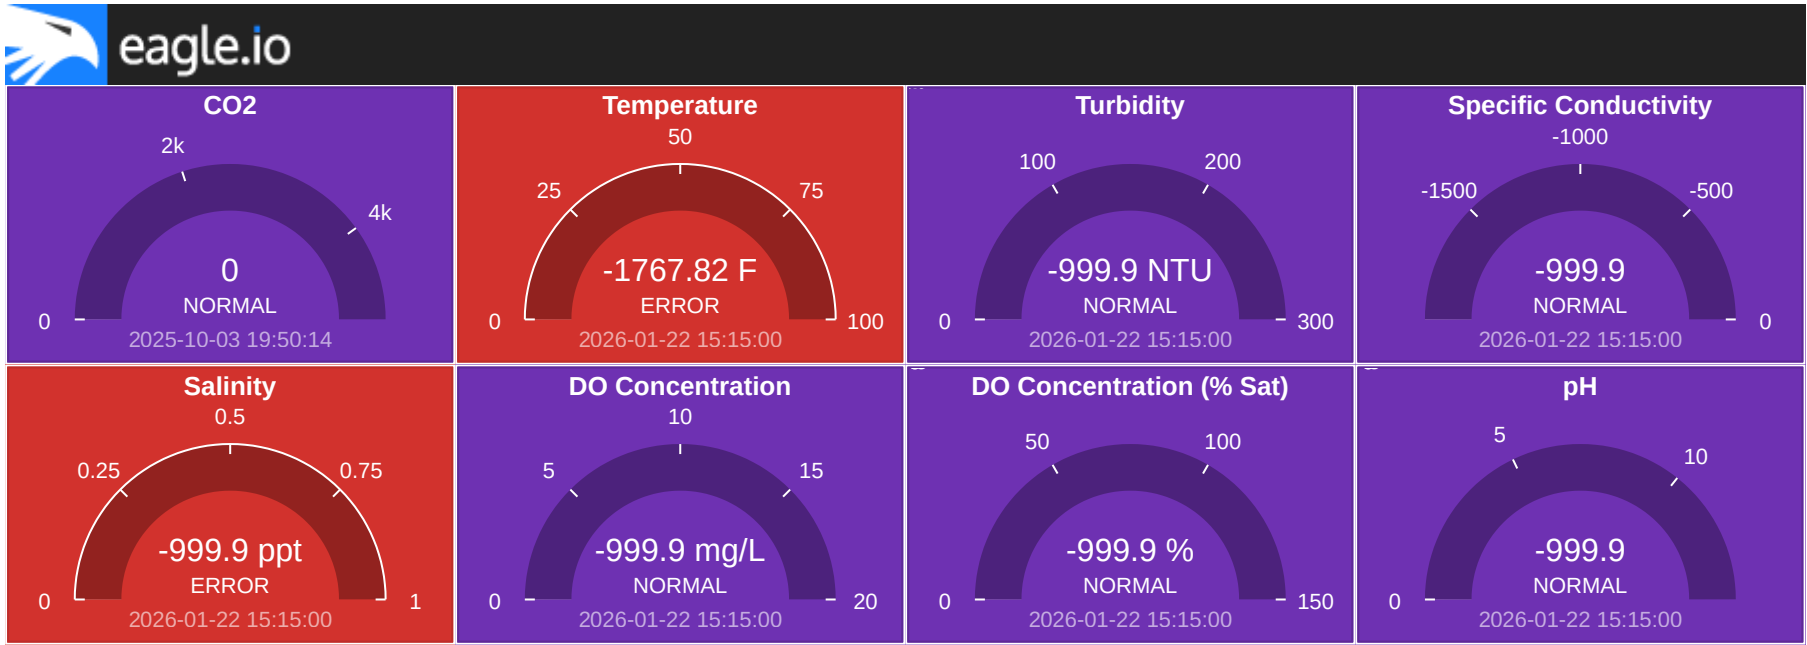 eagle.io
CO2
2k
4k
0
NORMAL
0
2025-10-03 19:50:14
Temperature
50
25
75
-1767.82 F
ERROR
0
100
2026-01-22 15:15:00
Turbidity
100
200
-999.9 NTU
NORMAL
0
300
2026-01-22 15:15:00
Specific Conductivity
-1000
-1500
-500
-999.9
NORMAL
0
2026-01-22 15:15:00
Salinity
0.5
0.25
0.75
-999.9 ppt
ERROR
0
1
2026-01-22 15:15:00
DO Concentration
10
5
15
-999.9 mg/L
NORMAL
0
20
2026-01-22 15:15:00
DO Concentration (% Sat)
50
100
-999.9 %
NORMAL
0
150
2026-01-22 15:15:00
pH
5
10
-999.9
NORMAL
0
2026-01-22 15:15:00